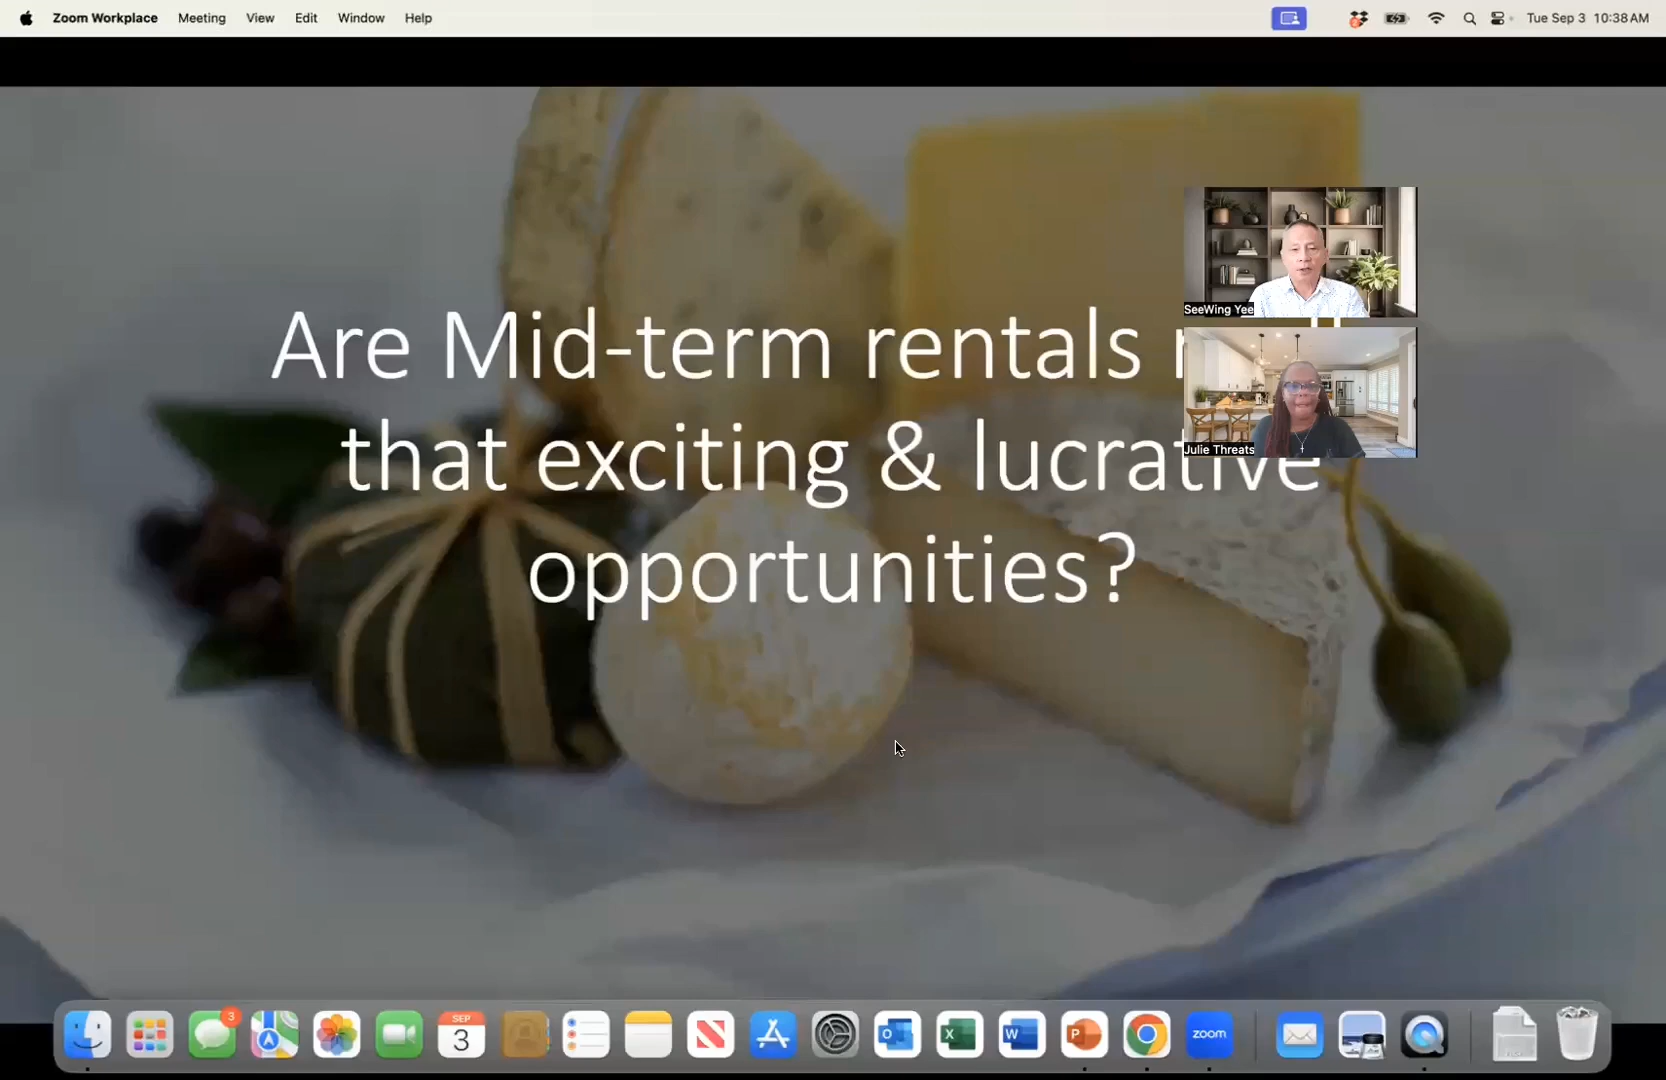 Zoom Workplace Meeting View Edit Window Help Tue Sep 3 10:38 AM
SeeWing Yee
Are Mid-term rentals
that exciting & lucrative
Julie Threats
opportunities?
3
SEP
3
zoom